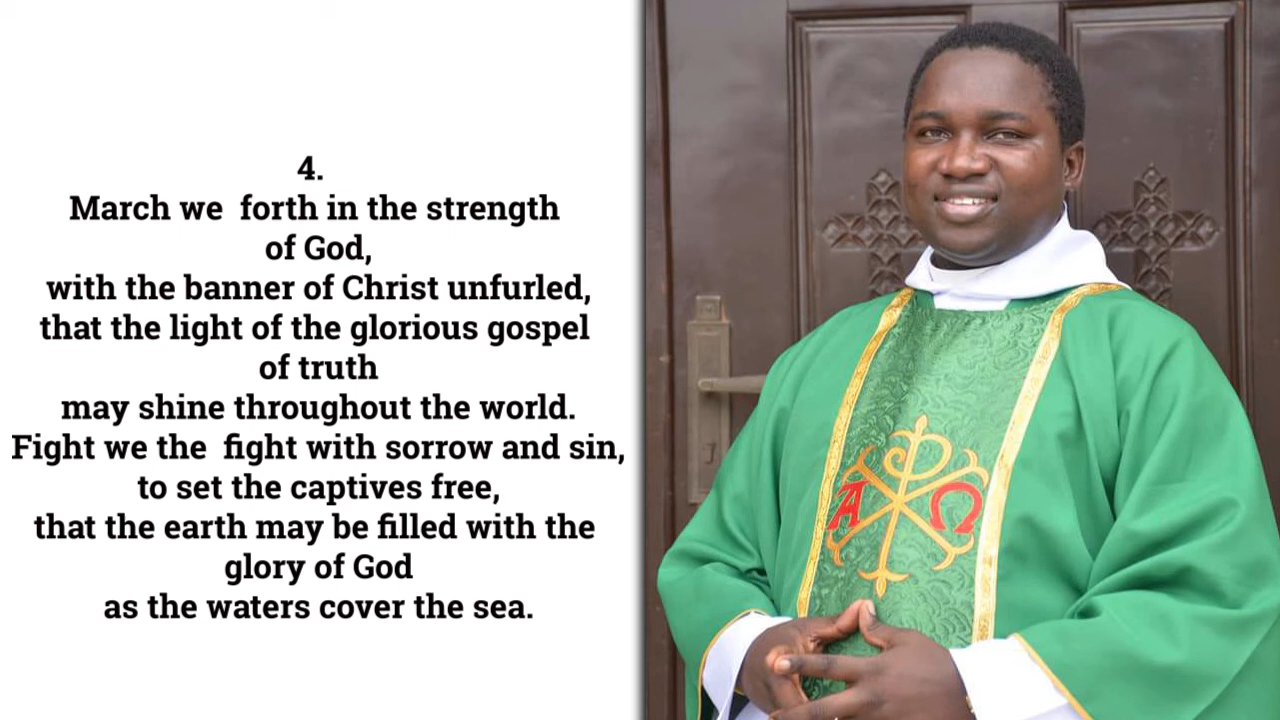 4.
March we  forth in the strength
of God,
with the banner of Christ unfurled,
that the light of the glorious gospel
of truth
may shine throughout the world.
Fight we the  fight with sorrow and sin,
to set the captives free,
that the earth may be filled with the
glory of God
as the waters cover the sea.
Α Ω